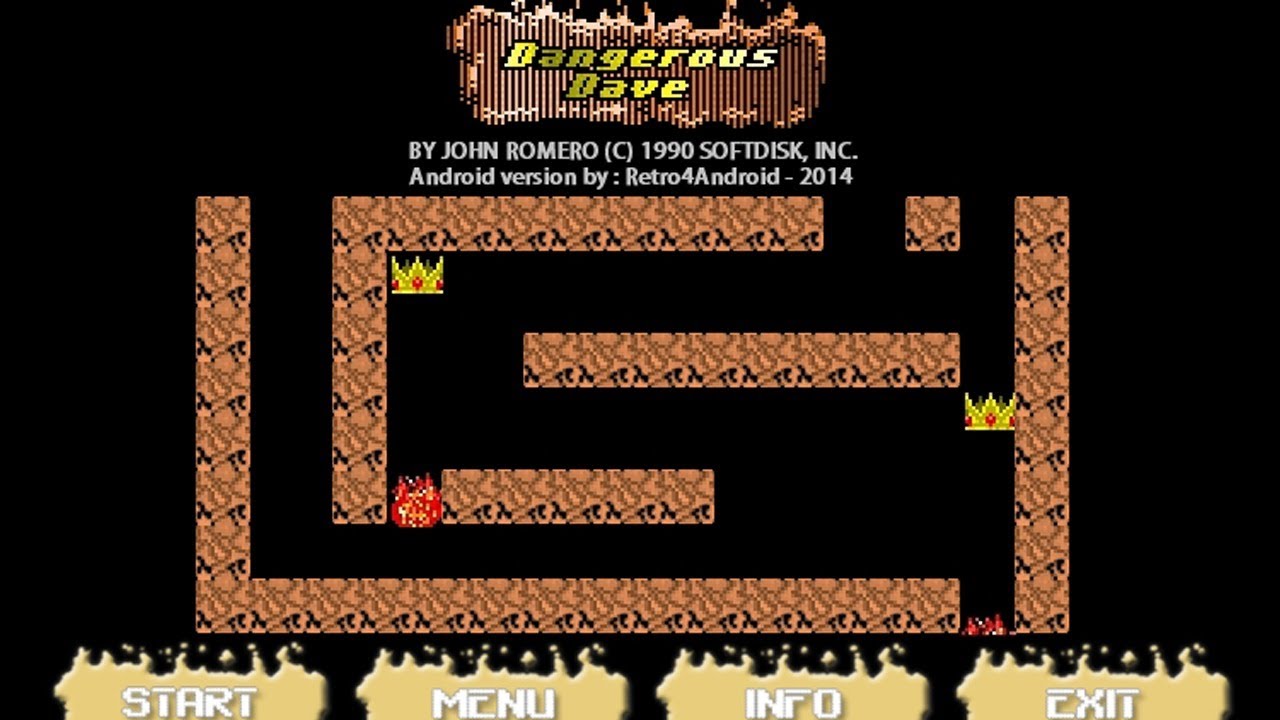 Dangerous
Dave
BY JOHN ROMERO (C) 1990 SOFTDISK, INC.
Android version by : Retro4Android - 2014
START MENU INFO EXIT